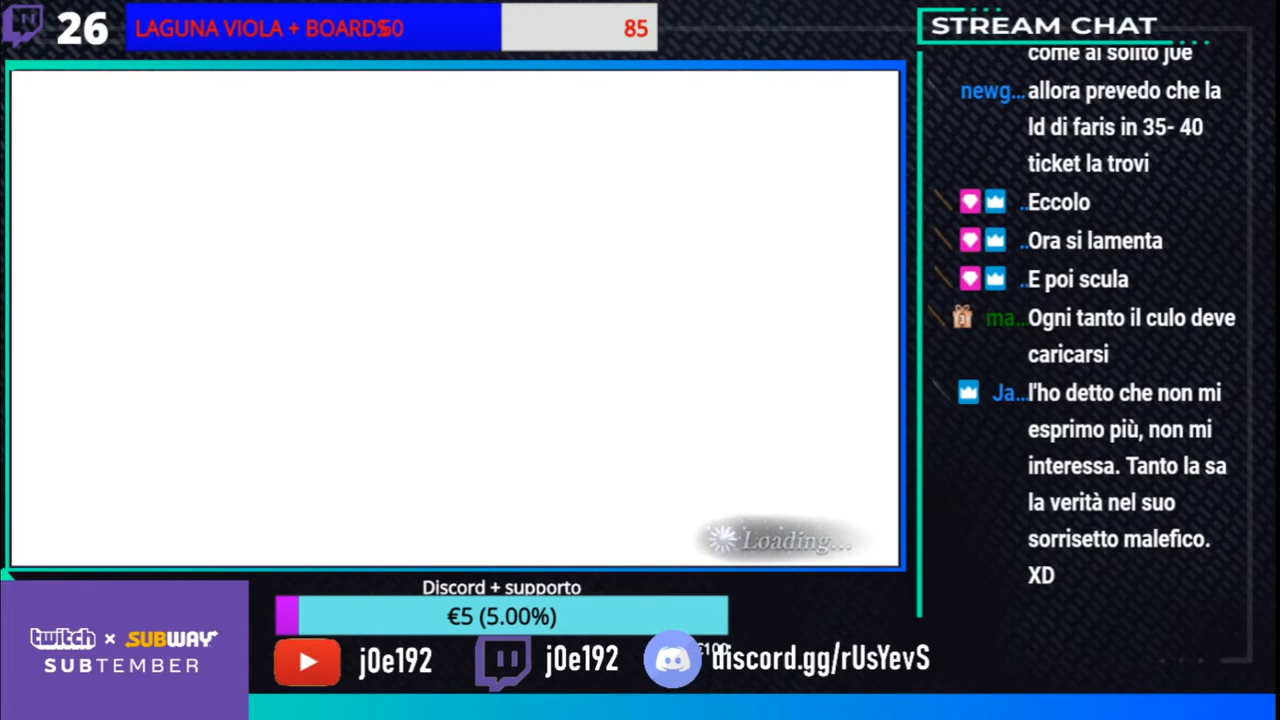 26
LAGUNA VIOLA + BOARDS
60
85
STREAM CHAT
come al solito j0e
newg... allora prevedo che la
ld di faris in 35- 40
ticket la trovi
.. Eccolo
.. Ora si lamenta
.. E poi scula
ma... Ogni tanto il culo deve
caricarsi
Ja... l'ho detto che non mi
esprimo più, non mi
interessa. Tanto la sa
la verità nel suo
sorrisetto malefico.
XD
Loading...
Discord + supporto
€5 (5.00%)
€100
twitch × SUBWAY
SUBTEMBER
j0e192
j0e192
discord.gg/rUsYevS